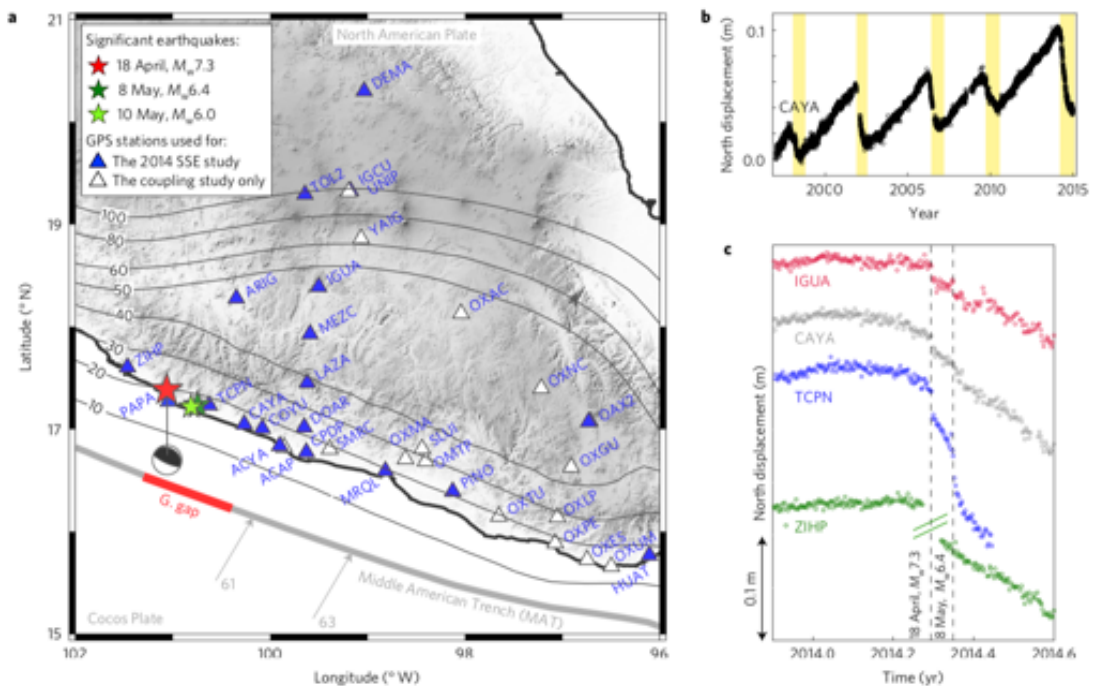 a
21
19
17
15
102
100
98
96
Latitude (° N)
Longitude (° W)
North American Plate
Significant earthquakes:
18 April, Mw7.3
8 May, Mw6.4
10 May, Mw6.0
GPS stations used for:
The 2014 SSE study
The coupling study only
DEMA
TOL2
IGCU
UNIP
YAIG
100
80
60
50
40
30
20
10
ARIG
IGUA
MEZC
OXAC
LAZA
OXNC
OAX2
ZIHP
PAPA
TCPN
CAYA
COYU
DOAR
CPDP
SMRC
OXMA
SLUI
OMTP
OXGU
ACYA
ACAP
MRQL
PINO
OXTU
OXLP
OXPE
OXES
OXUM
HUAT
G. gap
61
63
Middle American Trench (MAT)
Cocos Plate
b
North displacement (m)
0.1
0.0
CAYA
2000
2005
2010
2015
Year
c
North displacement (m)
IGUA
CAYA
TCPN
ZIHP
0.1 m
18 April, Mw7.3
8 May, Mw6.4
2014.0
2014.2
2014.4
2014.6
Time (yr)